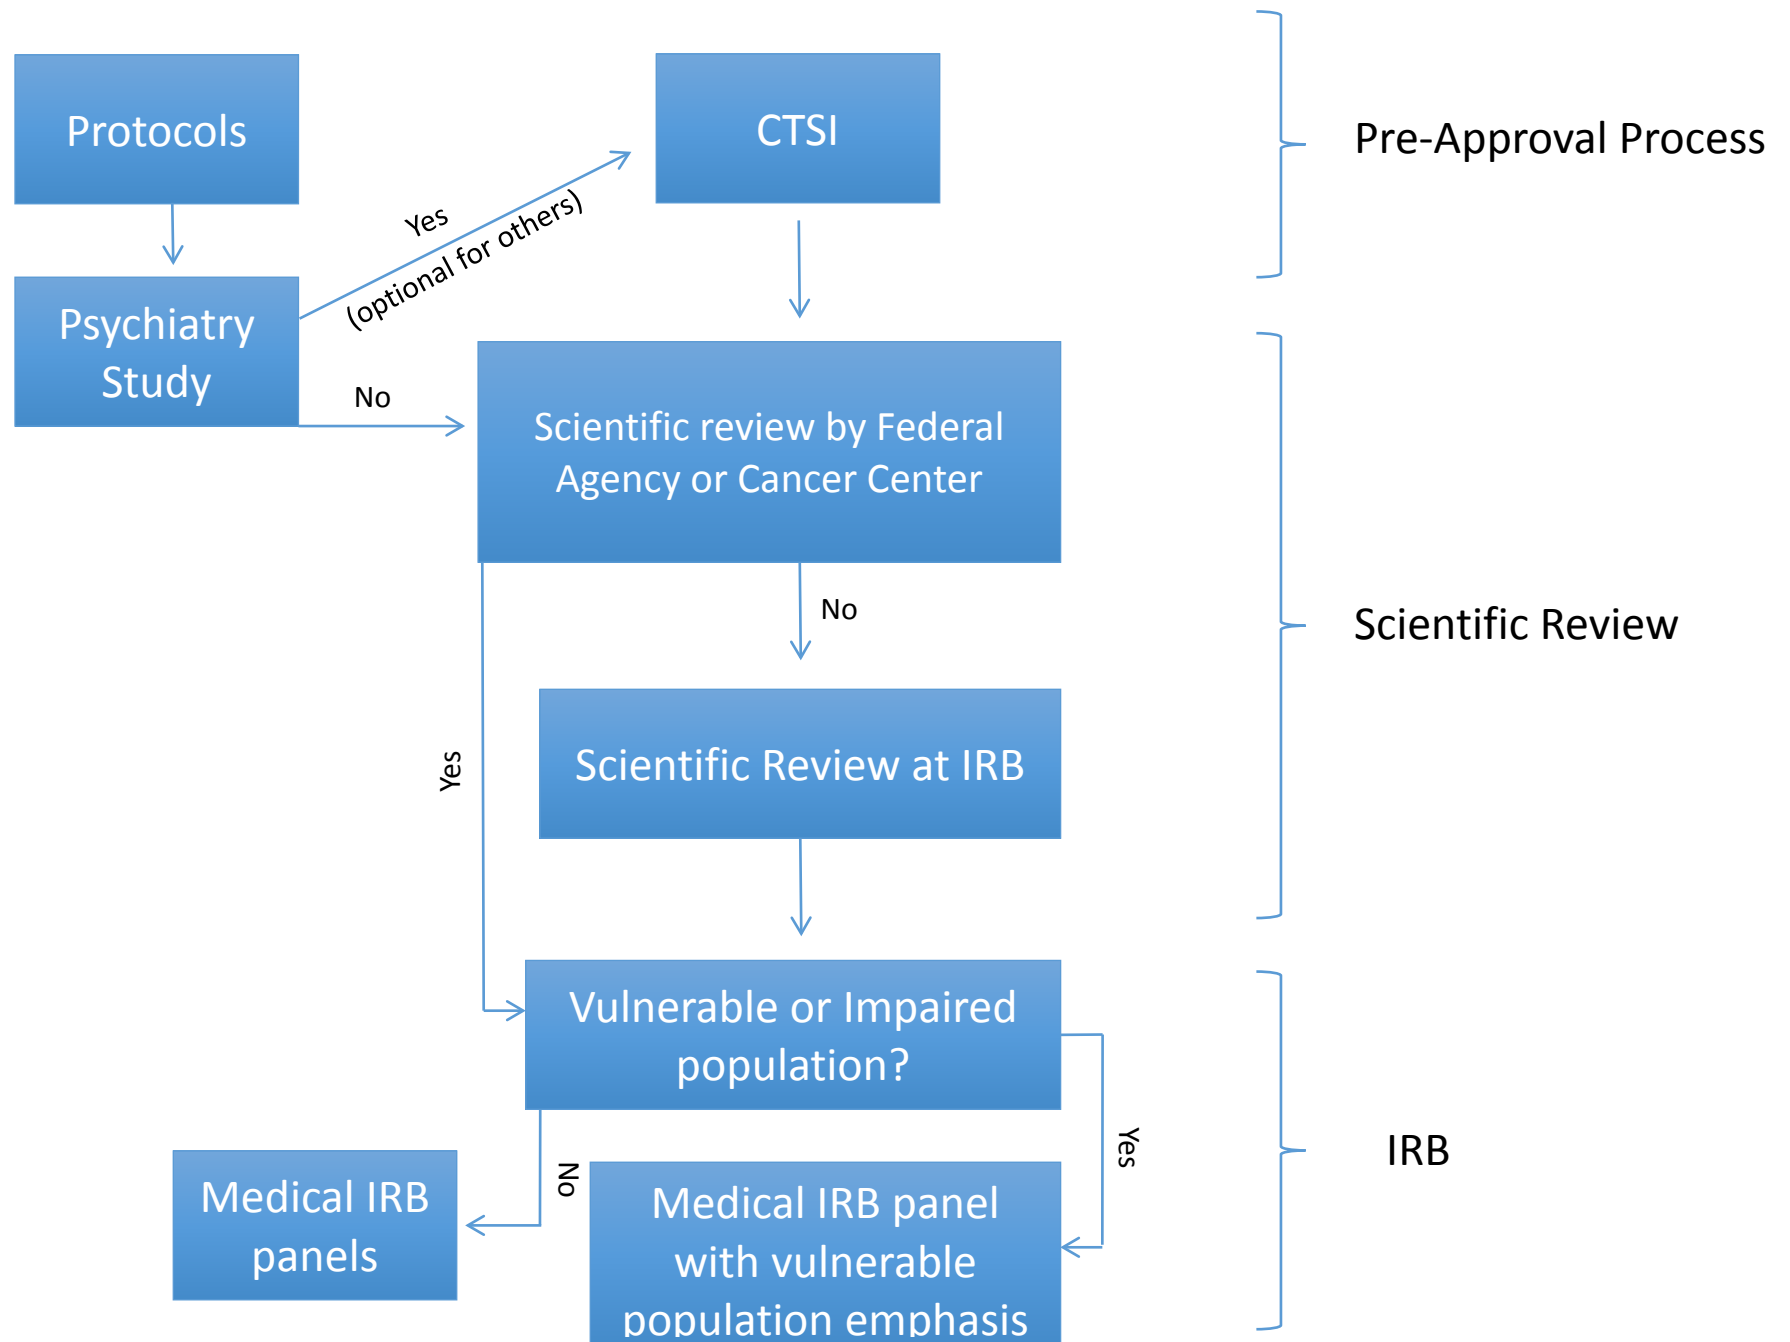 Protocols
CTSI
Pre-Approval Process
Yes
(optional for others)
Psychiatry
Study
No
Scientific review by Federal
Agency or Cancer Center
No
Scientific Review
Yes
Scientific Review at IRB
Vulnerable or Impaired
population?
Yes
IRB
No
Medical IRB
panels
Medical IRB panel
with vulnerable
population emphasis